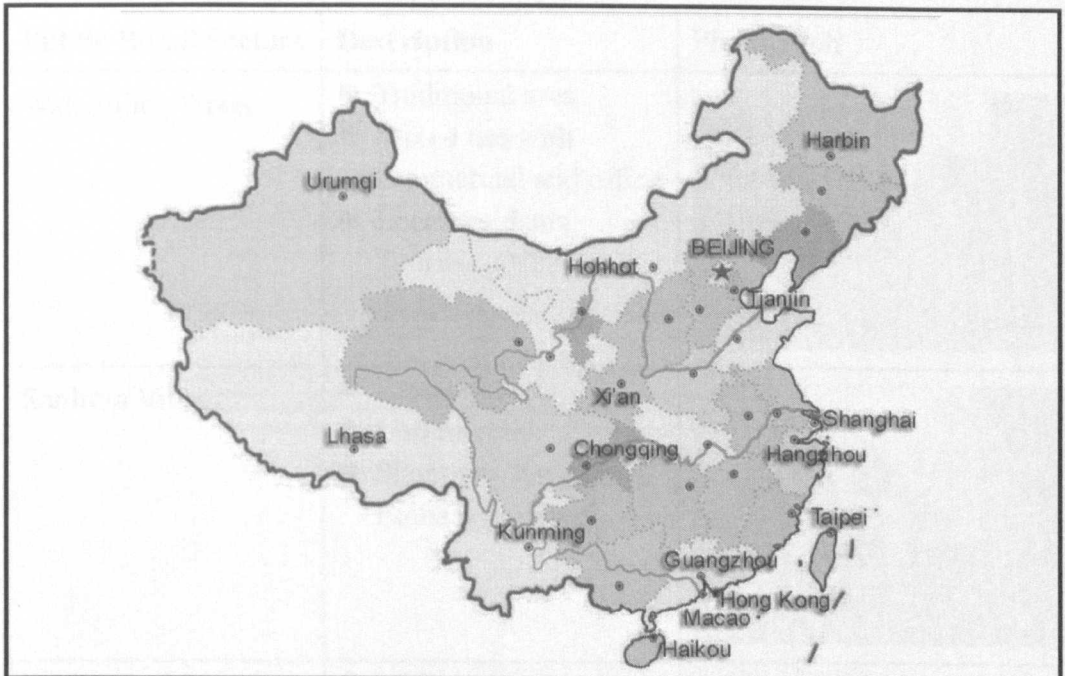 Harbin
Urumqi
BEIJING
Hohhot
Tianjin
Xi'an
Shanghai
Chongqing
Hangzhou
Lhasa
Taipei
Kunming
Guangzhou
Hong Kong
Macao
Haikou